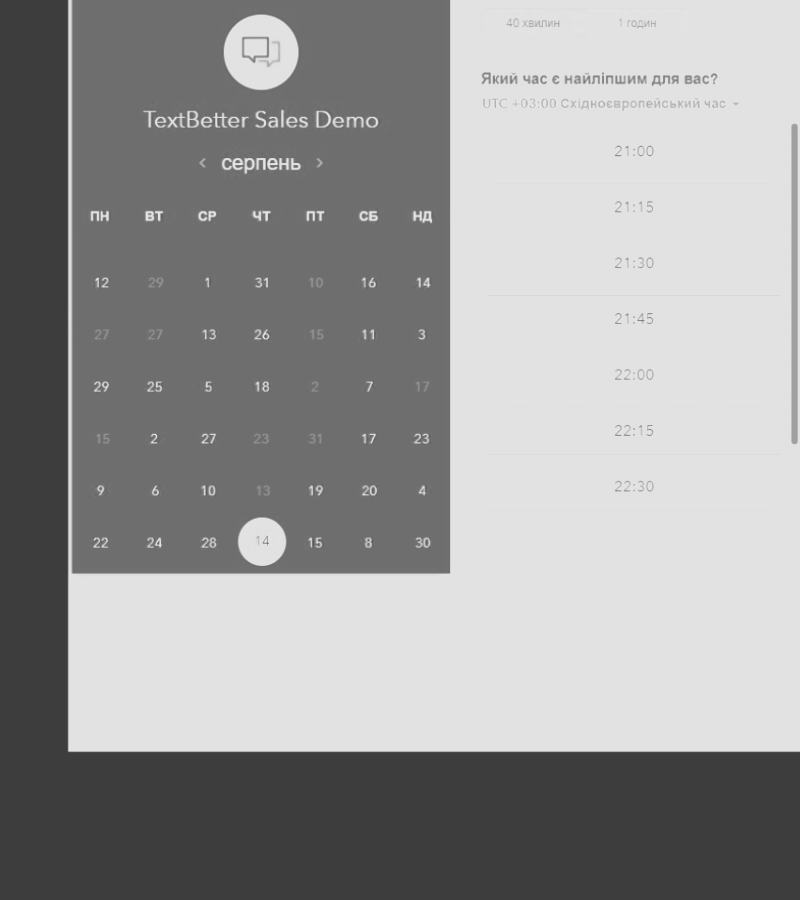 TextBetter Sales Demo
< серпень >
ПН ВТ СР ЧТ ПТ СБ НД
12 29 1 31 10 16 14
27 27 13 26 15 11 3
29 25 5 18 2 7 17
15 2 27 23 31 17 23
9 6 10 13 19 20 4
22 24 28 14 15 8 30
40 хвилин 1 годин
Який час є найліпшим для вас?
UTC +03:00 Східноєвропейський час
21:00
21:15
21:30
21:45
22:00
22:15
22:30